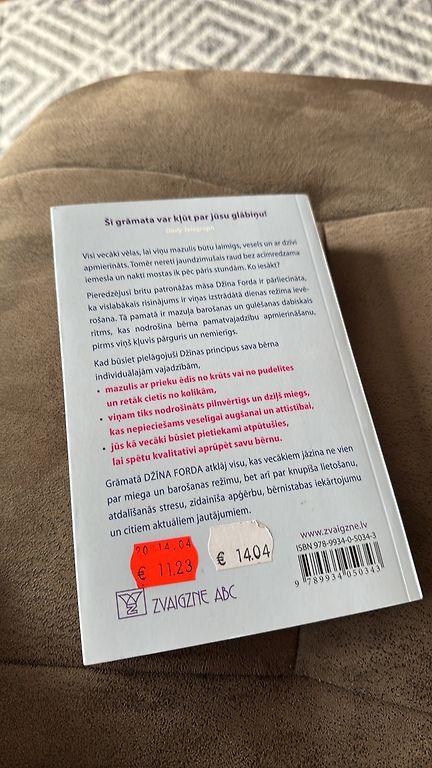 Šī grāmata var kļūt par jūsu glābiņu!
Daily Telegraph
Visi vecāki vēlas, lai viņu mazulis būtu laimīgs, vesels un ar dzīvi
apmierināts. Tomēr nereti jaundzimušais raud bez acīmredzama
iemesla un naktī mostas ik pēc pāris stundām. Ko iesākt?
Pieredzējusī britu patronāžas māsa Džīna Forda ir pārliecināta,
ka vislabākais risinājums ir viņas izstrādātā dienas režīma ievē-
rošana. Tā pamatā ir mazuļa barošanas un gulēšanas dabiskais
ritms, kas nodrošina bērna pamatvajadzību apmierināšanu,
pirms viņš kļuvis pārguris un nemierīgs.
Kad būsiet pielāgojuši Džīnas principus sava bērna
individuālajām vajadzībām,
• mazulis ar prieku ēdīs no krūts vai no pudelītes
un retāk cietīs no kolikām,
• viņam tiks nodrošināts pilnvērtīgs un dziļš miegs,
kas nepieciešams veselīgai augšanai un attīstībai,
• jūs kā vecāki būsiet pietiekami atpūtušies,
lai spētu kvalitatīvi aprūpēt savu bērnu.
Grāmatā DŽĪNA FORDA atklāj visu, kas vecākiem jāzina ne vien
par miega un barošanas režīmu, bet arī par knupīša lietošanu,
atdalīšanās stresu, zīdainīša apģērbu, bērnistabas iekārtojumu
un citiem aktuāliem jautājumiem.
20.14.04
€ 11.23
€ 14.04
www.zvaigzne.lv
ISBN 978-9934-0-5034-3
9 789934 050343
ZVAIGZNE ABC